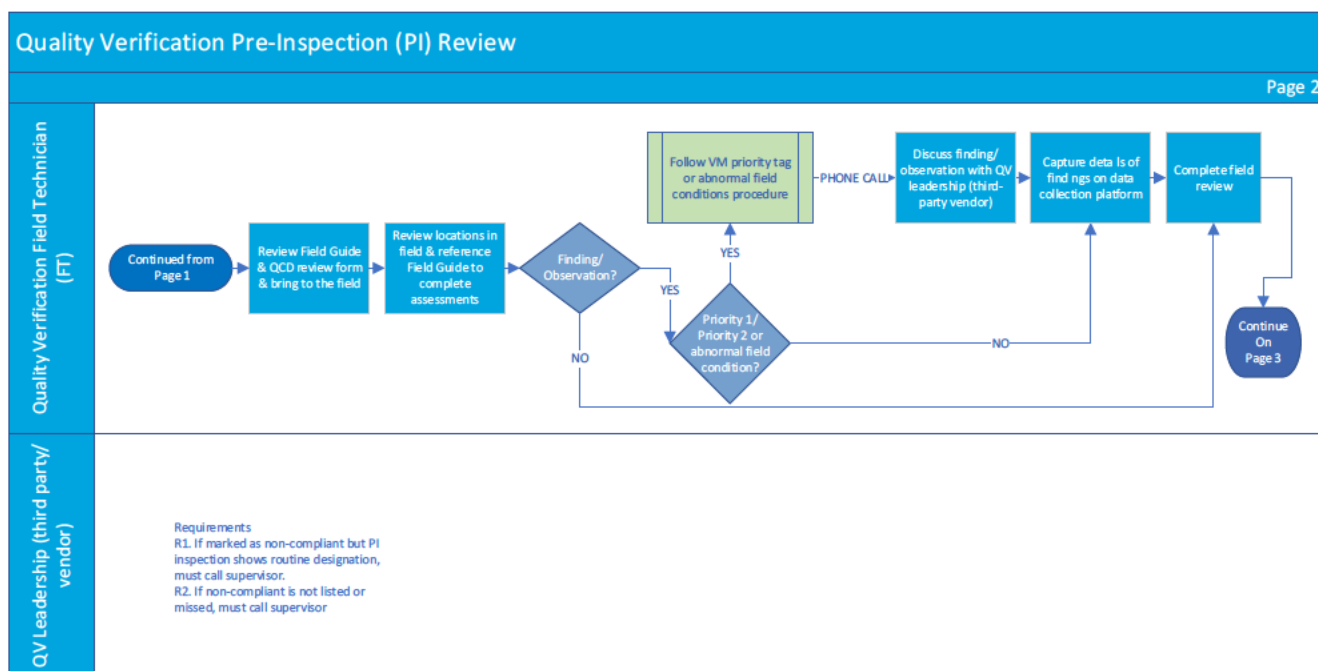 Quality Verification Pre-Inspection (PI) Review
Page 2
Quality Verification Field Technician
(FT)
Continued from
Page 1
Review Field Guide
& QCD review form
& bring to the field
Review locations in
field & reference
Field Guide to
complete
assessments
Finding/
Observation?
YES
NO
Priority 1/
Priority 2 or
abnormal field
condition?
YES
NO
Follow VM priority tag
or abnormal field
conditions procedure
PHONE CALL
Discuss finding/
observation with QV
leadership (third-
party vendor)
Capture deta ls of
find ngs on data
collection platform
Complete field
review
Continue
On
Page 3
QV Leadership (third party/
vendor)
Requirements
R1. If marked as non-compliant but PI
inspection shows routine designation,
must call supervisor.
R2. If non-compliant is not listed or
missed, must call supervisor